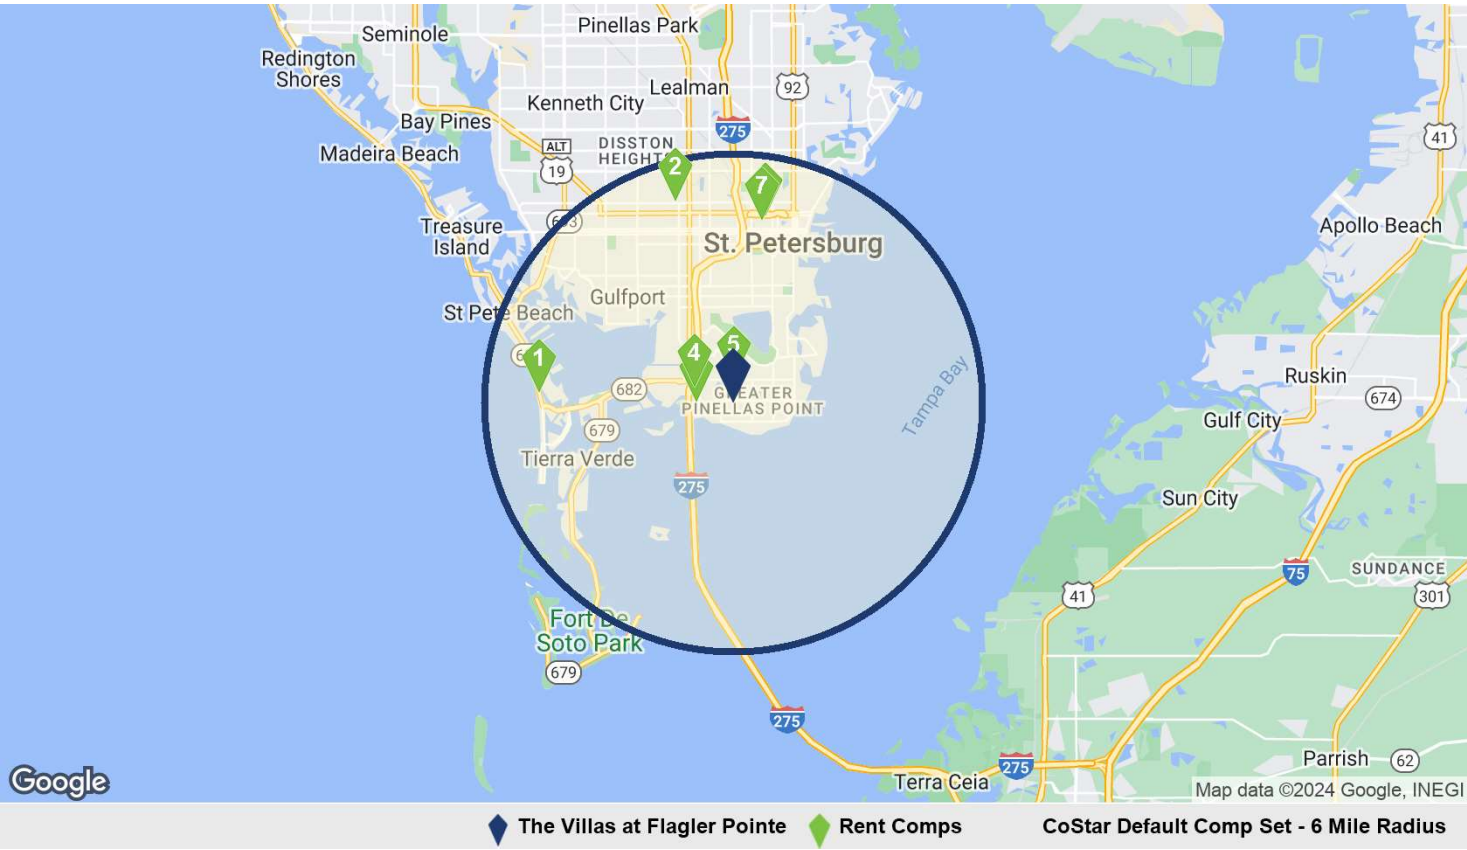 Pinellas Park
Seminole
Redington
Shores
Lealman
92
Kenneth City
Bay Pines
275
41
DISSTON
HEIGHTS
ALT
19
Madeira Beach
2
7
Treasure
Island
693
St. Petersburg
Apollo Beach
Gulfport
St Pete Beach
1
4
5
682
GREATER
PINELLAS POINT
Tampa Bay
Ruskin
674
Gulf City
679
Tierra Verde
275
Sun City
75
SUNDANCE
41
301
Fort De
Soto Park
679
275
275
Parrish
62
Terra Ceia
Google
Map data ©2024 Google, INEGI
The Villas at Flagler Pointe
Rent Comps
CoStar Default Comp Set - 6 Mile Radius